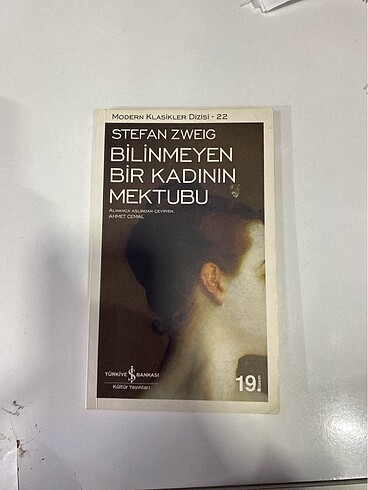 MODERN KLASİKLER DİZİSİ - 22
STEFAN ZWEIG
BİLİNMEYEN
BİR KADININ
MEKTUBU
ALMANCA ASLINDAN ÇEVİREN:
AHMET CEMAL
TÜRKİYE İŞ BANKASI
Kültür Yayınları
19. Basım